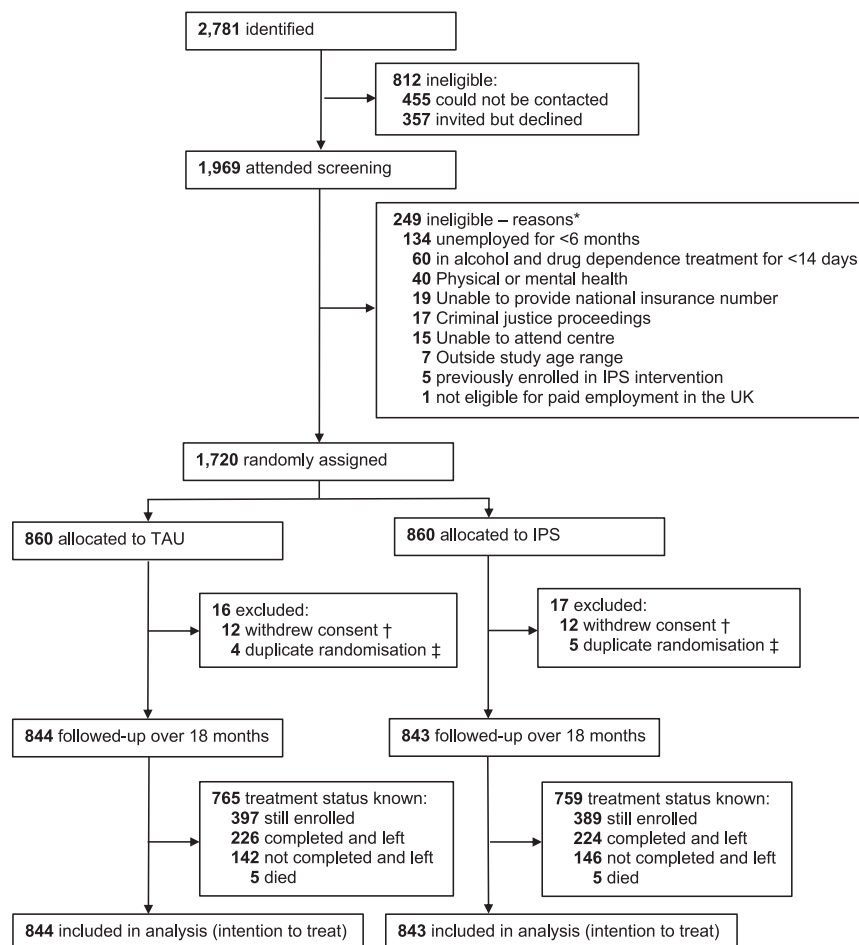 2,781 identified
812 ineligible:
455 could not be contacted
357 invited but declined
1,969 attended screening
249 ineligible – reasons*
134 unemployed for <6 months
60 in alcohol and drug dependence treatment for <14 days
40 Physical or mental health
19 Unable to provide national insurance number
17 Criminal justice proceedings
15 Unable to attend centre
7 Outside study age range
5 previously enrolled in IPS intervention
1 not eligible for paid employment in the UK
1,720 randomly assigned
860 allocated to TAU
860 allocated to IPS
16 excluded:
12 withdrew consent †
4 duplicate randomisation ‡
17 excluded:
12 withdrew consent †
5 duplicate randomisation ‡
844 followed-up over 18 months
843 followed-up over 18 months
765 treatment status known:
397 still enrolled
226 completed and left
142 not completed and left
5 died
759 treatment status known:
389 still enrolled
224 completed and left
146 not completed and left
5 died
844 included in analysis (intention to treat)
843 included in analysis (intention to treat)